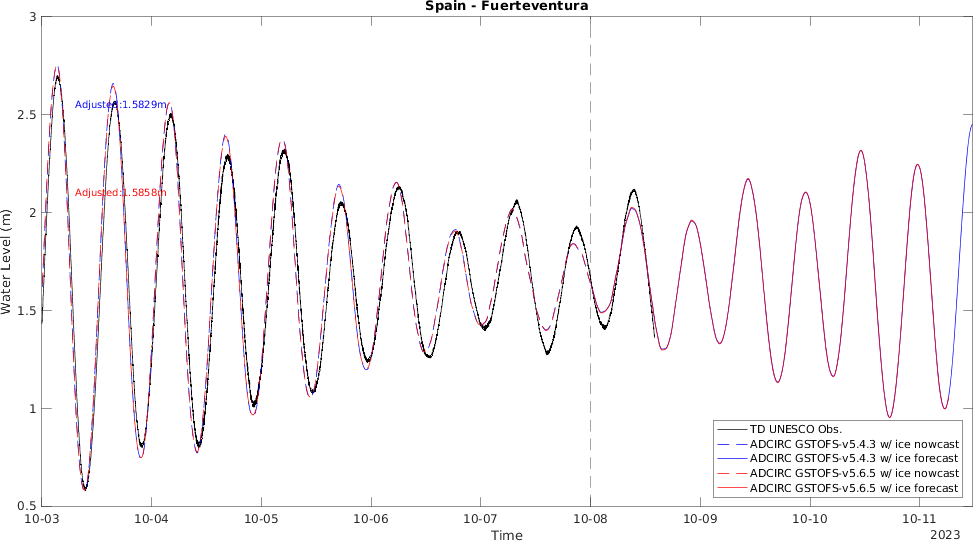 Spain - Fuerteventura
3
2.5
2
1.5
1
0.5
Water Level (m)
Adjusted:1.5829m
Adjusted:1.5858m
TD UNESCO Obs.
ADCIRC GSTOFS-v5.4.3 w/ ice nowcast
ADCIRC GSTOFS-v5.4.3 w/ ice forecast
ADCIRC GSTOFS-v5.6.5 w/ ice nowcast
ADCIRC GSTOFS-v5.6.5 w/ ice forecast
10-03 10-04 10-05 10-06 10-07 10-08 10-09 10-10 10-11
Time
2023